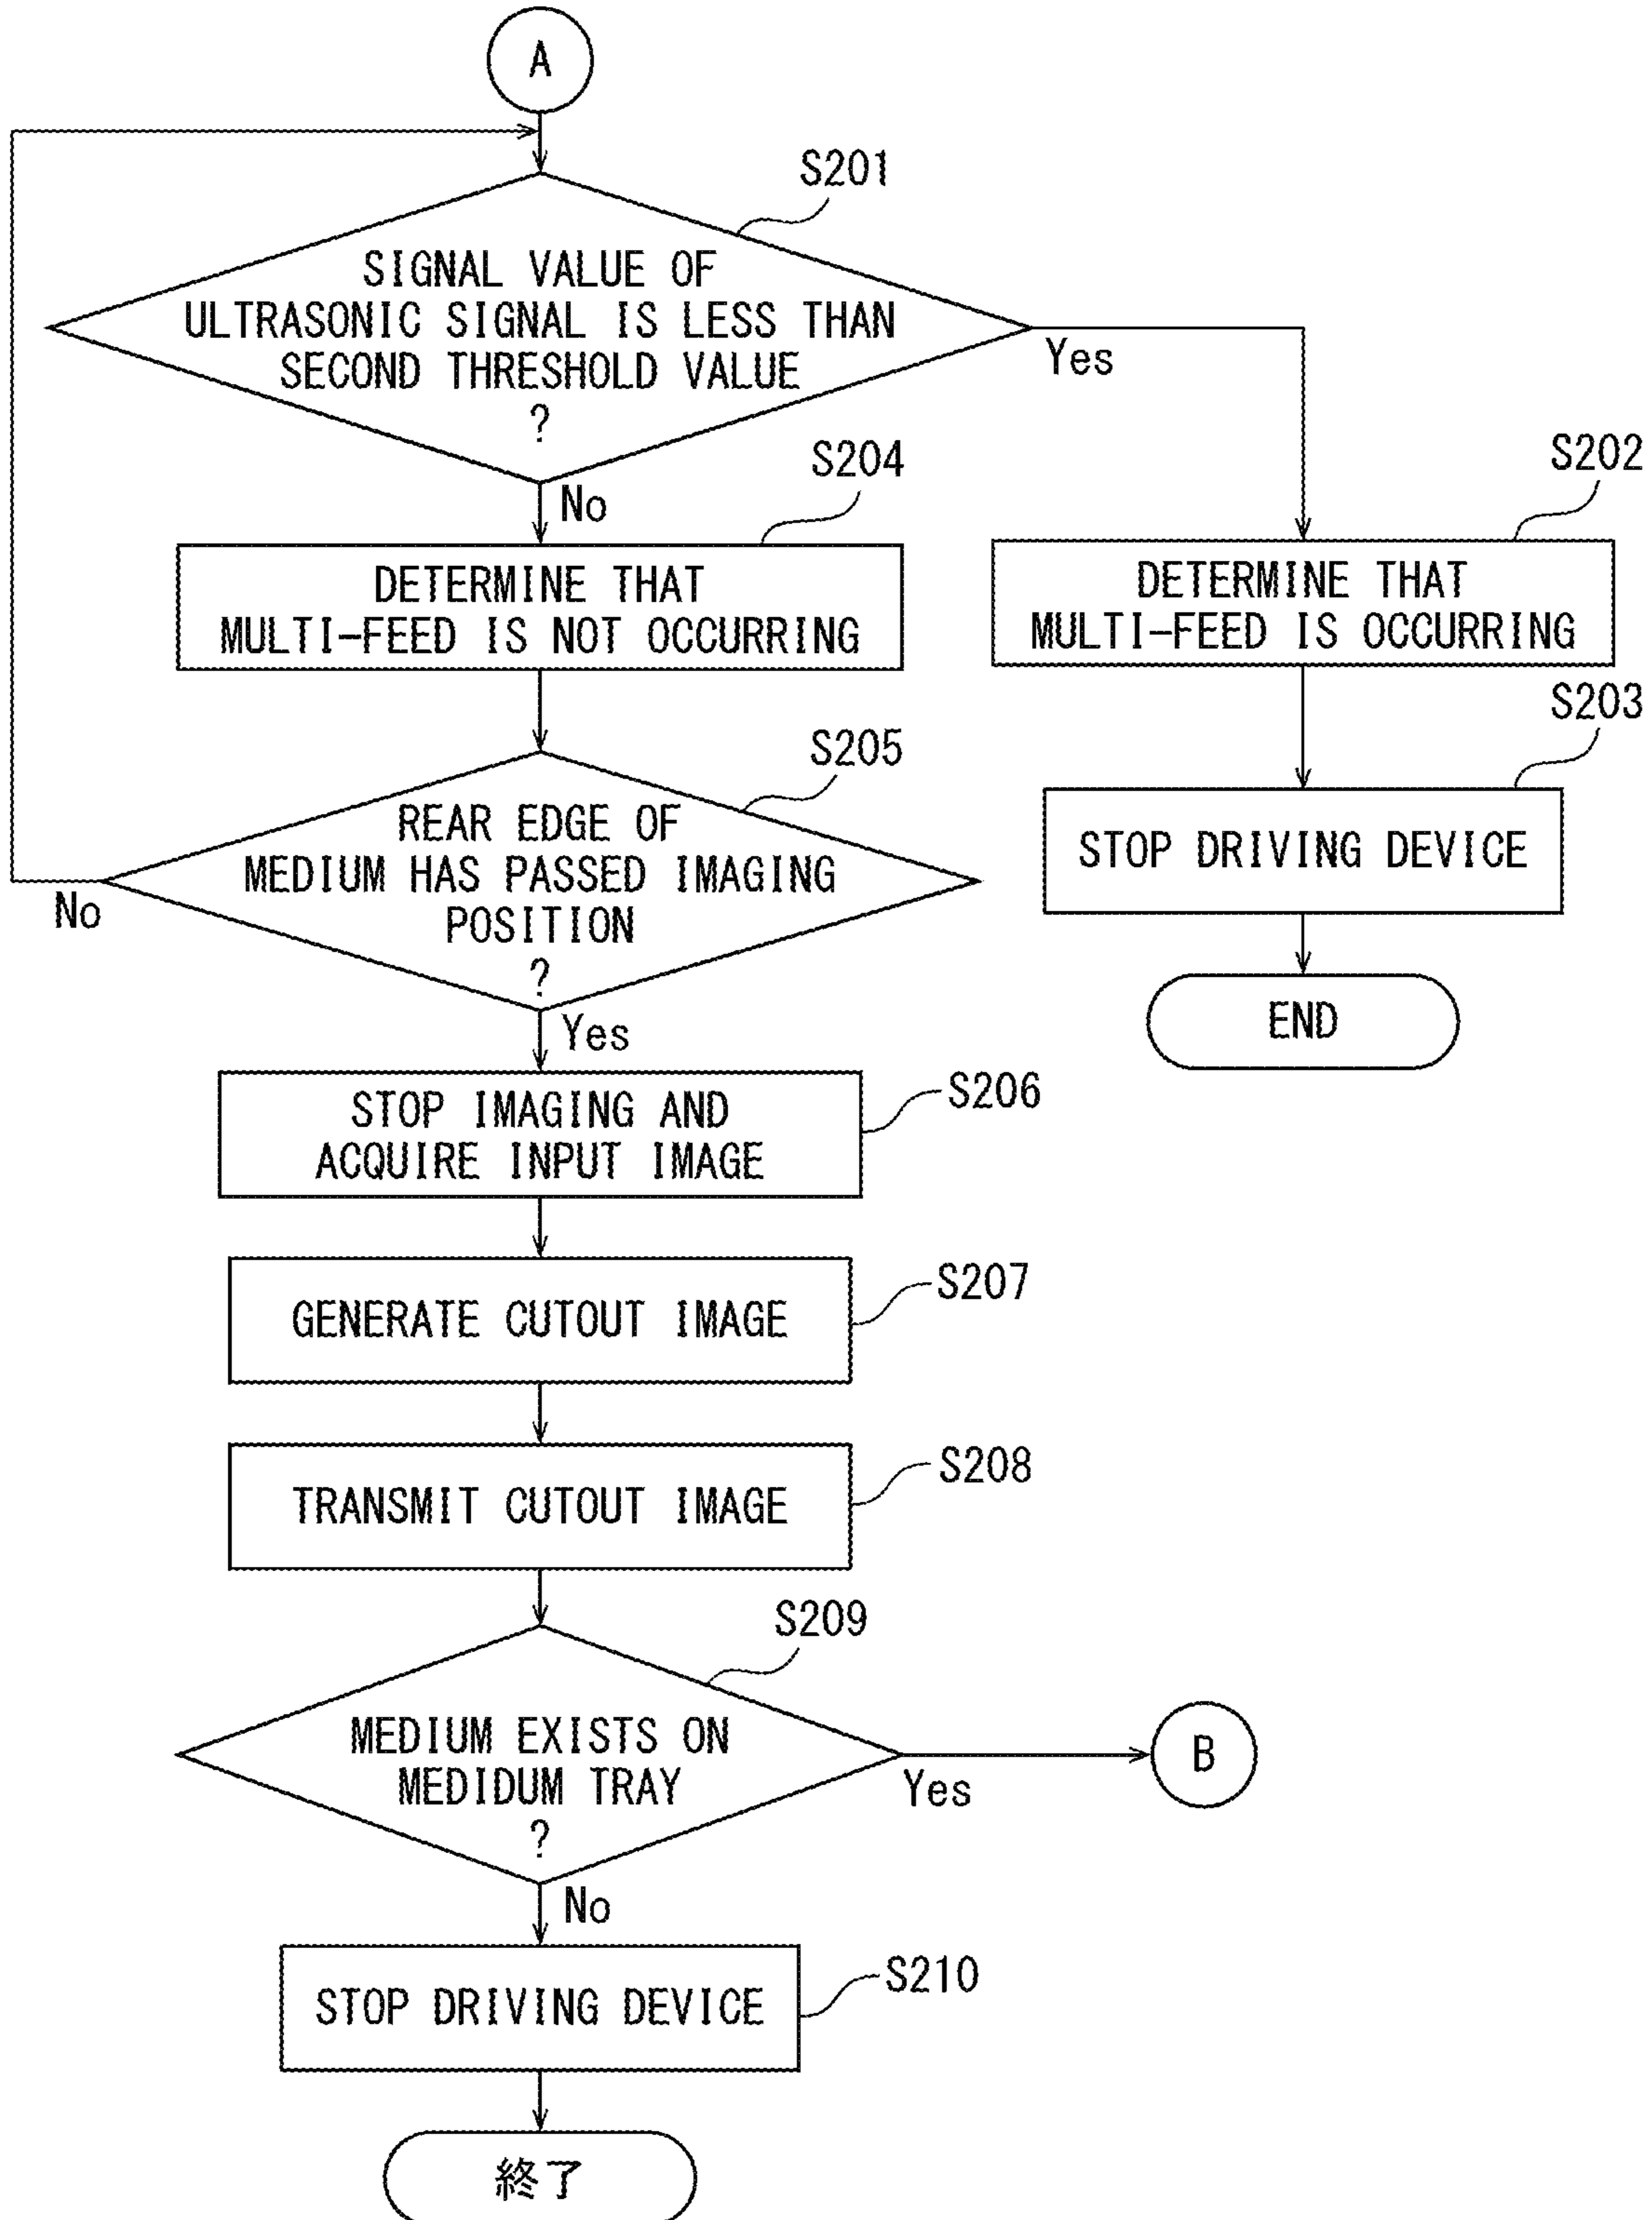 A
S201
SIGNAL VALUE OF
ULTRASONIC SIGNAL IS LESS THAN
SECOND THRESHOLD VALUE
?
Yes
No
S204
DETERMINE THAT
MULTI-FEED IS NOT OCCURRING
S202
DETERMINE THAT
MULTI-FEED IS OCCURRING
S203
STOP DRIVING DEVICE
END
S205
REAR EDGE OF
MEDIUM HAS PASSED IMAGING
POSITION
?
No
Yes
S206
STOP IMAGING AND
ACQUIRE INPUT IMAGE
S207
GENERATE CUTOUT IMAGE
S208
TRANSMIT CUTOUT IMAGE
S209
MEDIUM EXISTS ON
MEDIDUM TRAY
?
Yes
B
No
S210
STOP DRIVING DEVICE
終了